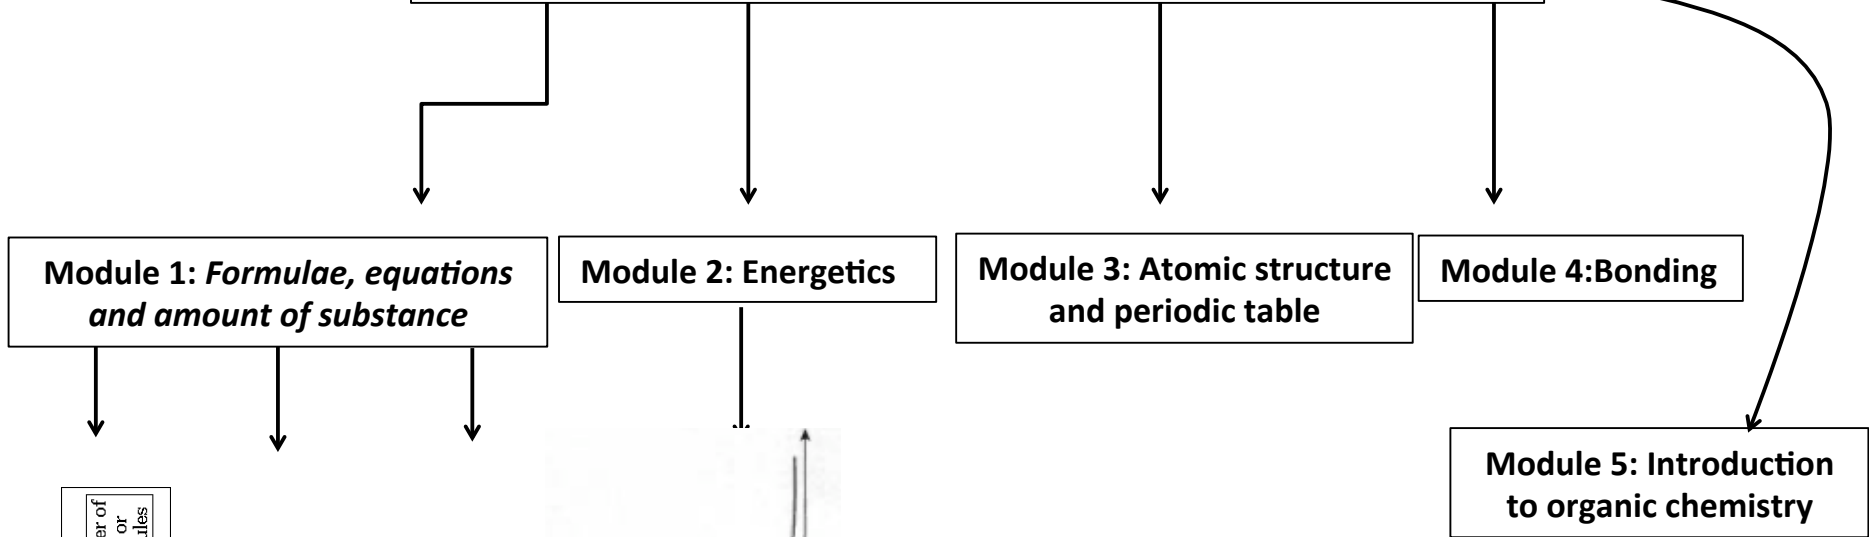 Module 1: Formulae, equations
and amount of substance
Module 2: Energetics
Module 3: Atomic structure
and periodic table
Module 4:Bonding
Module 5: Introduction
to organic chemistry
or